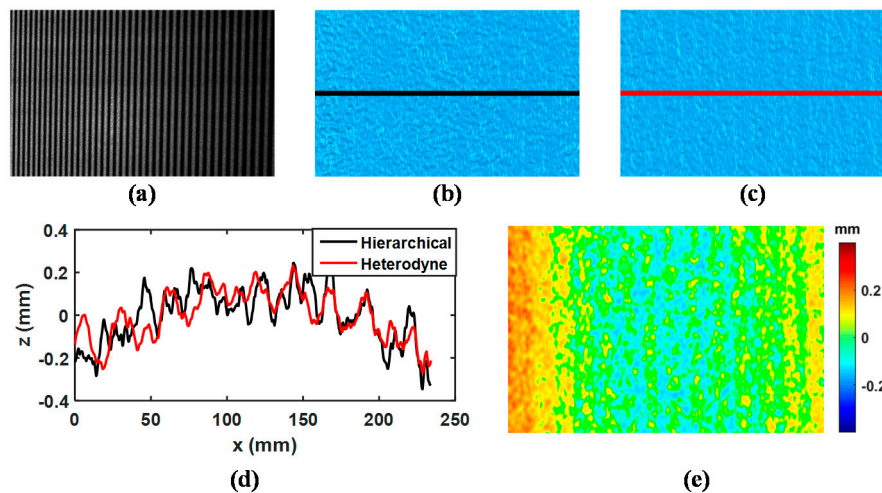 (a)
(b)
(c)
0.4
0.2
0
-0.2
-0.4
z (mm)
Hierarchical
Heterodyne
0
50
100
150
200
250
x (mm)
(d)
mm
0.2
0
-0.2
(e)